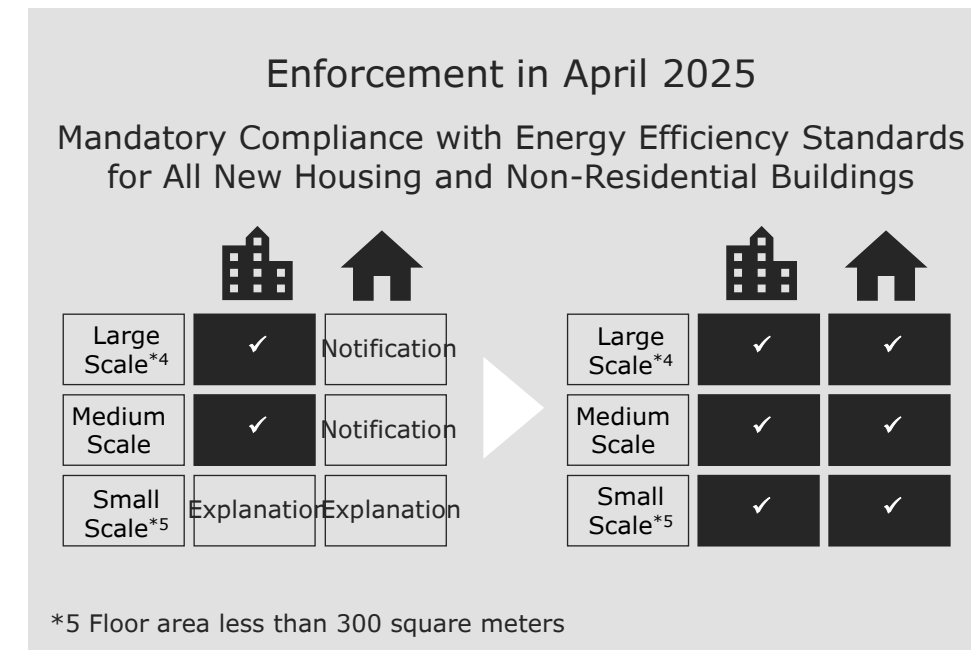 Enforcement in April 2025
Mandatory Compliance with Energy Efficiency Standards
for All New Housing and Non-Residential Buildings
Large
Scale*4
✓
Notification
Medium
Scale
✓
Notification
Small
Scale*5
Explanation
Explanation
Large
Scale*4
✓
✓
Medium
Scale
✓
✓
Small
Scale*5
✓
✓
*5 Floor area less than 300 square meters